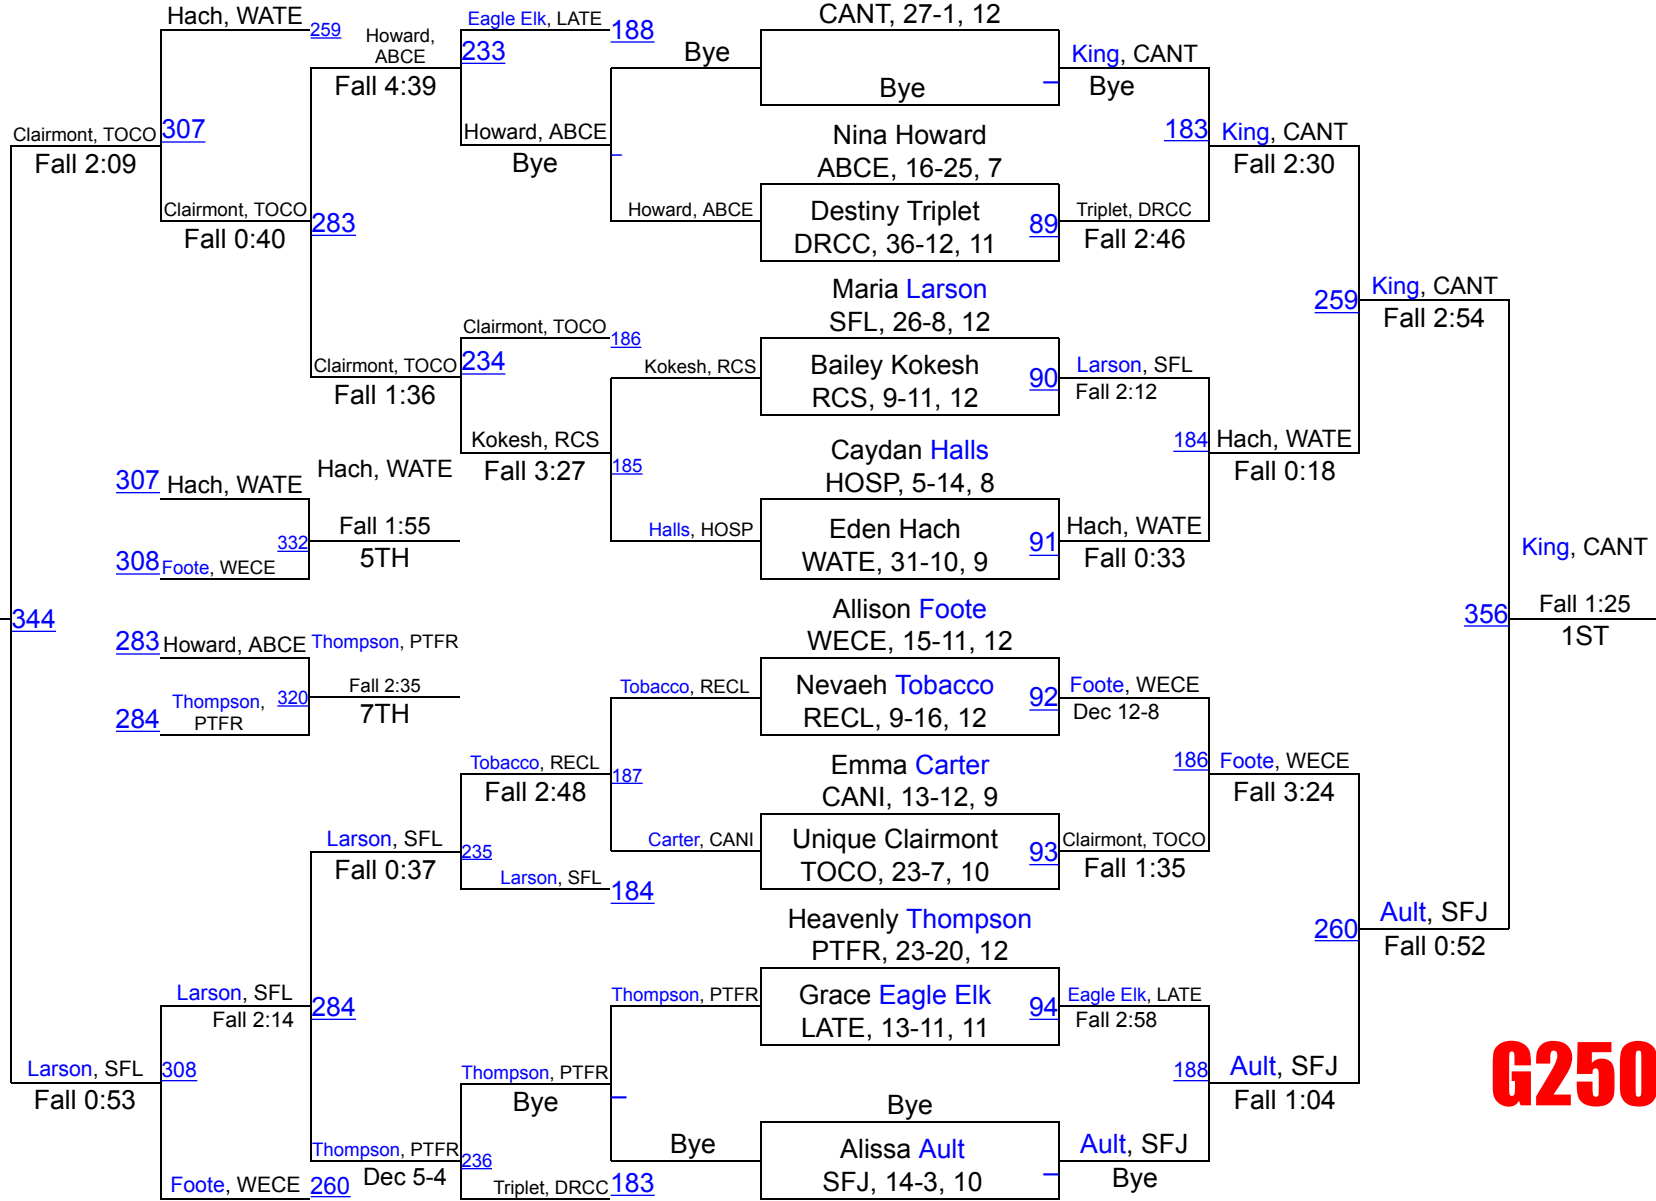 Hach, WATE
259
Howard,
ABCE
Fall 4:39
Eagle Elk, LATE
188
233
Bye
CANT, 27-1, 12
Bye
King, CANT
Bye
Clairmont, TOCO
Fall 2:09
307
Howard, ABCE
Bye
Nina Howard
ABCE, 16-25, 7
183
King, CANT
Fall 2:30
Clairmont, TOCO
Fall 0:40
283
Howard, ABCE
Destiny Triplet
DRCC, 36-12, 11
89
Triplet, DRCC
Fall 2:46
Maria Larson
SFL, 26-8, 12
259
King, CANT
Fall 2:54
Clairmont, TOCO
186
Clairmont, TOCO
Fall 1:36
234
Kokesh, RCS
Bailey Kokesh
RCS, 9-11, 12
90
Larson, SFL
Fall 2:12
Kokesh, RCS
Fall 3:27
185
Caydan Halls
HOSP, 5-14, 8
184
Hach, WATE
Fall 0:18
307
Hach, WATE
Hach, WATE
Fall 1:55
5TH
332
308
Foote, WECE
Halls, HOSP
Eden Hach
WATE, 31-10, 9
91
Hach, WATE
Fall 0:33
King, CANT
Fall 1:25
1ST
356
344
Allison Foote
WECE, 15-11, 12
283
Howard, ABCE
Thompson, PTFR
Fall 2:35
7TH
320
284
Thompson,
PTFR
Tobacco, RECL
Nevaeh Tobacco
RECL, 9-16, 12
92
Foote, WECE
Dec 12-8
Tobacco, RECL
Fall 2:48
187
Emma Carter
CANI, 13-12, 9
186
Foote, WECE
Fall 3:24
Larson, SFL
Fall 0:37
235
Larson, SFL
184
Carter, CANI
Unique Clairmont
TOCO, 23-7, 10
93
Clairmont, TOCO
Fall 1:35
Heavenly Thompson
PTFR, 23-20, 12
260
Ault, SFJ
Fall 0:52
Larson, SFL
Fall 2:14
284
Thompson, PTFR
Grace Eagle Elk
LATE, 13-11, 11
94
Eagle Elk, LATE
Fall 2:58
Larson, SFL
Fall 0:53
308
Thompson, PTFR
Bye
Bye
188
Ault, SFJ
Fall 1:04
G250
Thompson, PTFR
Dec 5-4
236
Bye
Alissa Ault
SFJ, 14-3, 10
Ault, SFJ
Bye
Foote, WECE
260
Triplet, DRCC
183